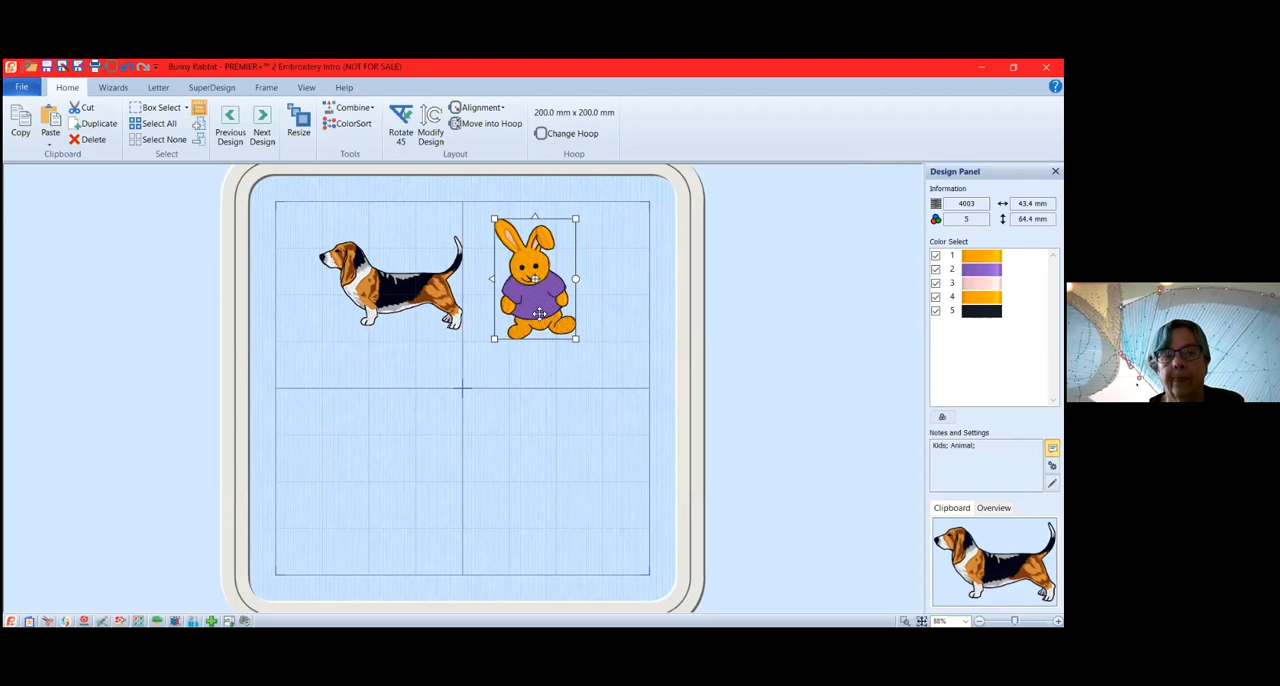 Bunny Rabbit - PREMIER+™ 2 Embroidery Intro (NOT FOR SALE)
File Home Wizards Letter SuperDesign Frame View Help
Copy
Paste
Cut
Duplicate
Delete
Clipboard
Box Select
Select All
Select None
Select
Previous Design
Next Design
Resize
Combine
ColorSort
Tools
Rotate 45
Modify Design
Alignment
Move into Hoop
Layout
200.0 mm x 200.0 mm
Change Hoop
Hoop
Design Panel
Information
4003 43.4 mm
5 64.4 mm
Color Select
1
2
3
4
5
Notes and Settings
Kids; Animal;
Clipboard Overview
88%